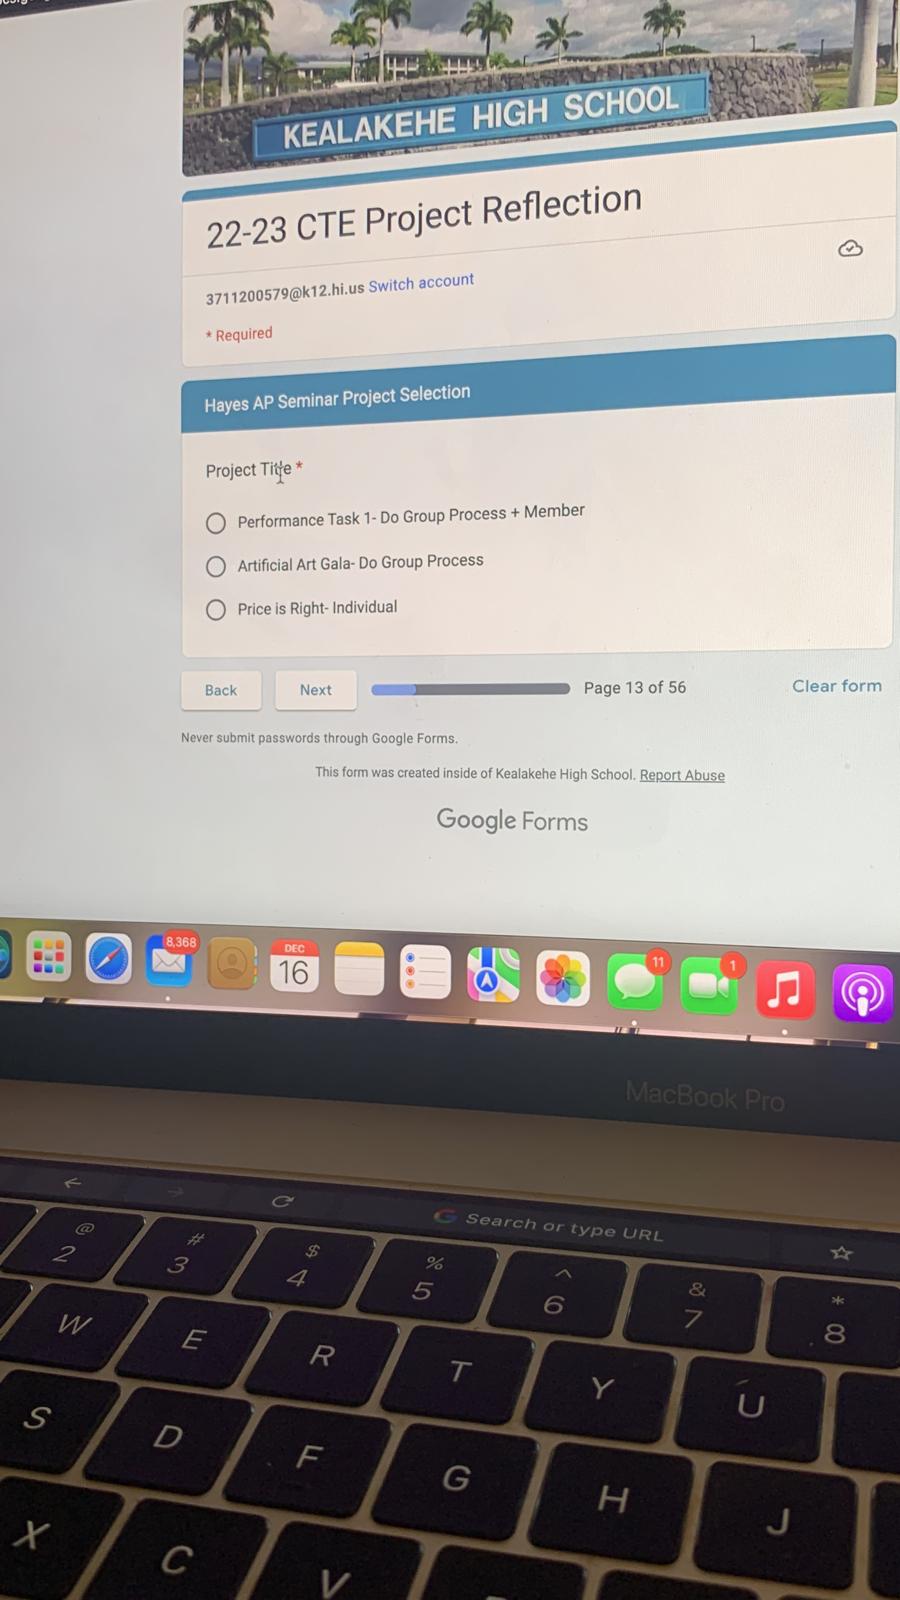 KEALAKEHE HIGH SCHOOL
22-23 CTE Project Reflection
3711200579@k12.hi.us Switch account
* Required
Hayes AP Seminar Project Selection
Project Title *
Performance Task 1- Do Group Process + Member
Artificial Art Gala- Do Group Process
Price is Right- Individual
Back Next Page 13 of 56 Clear form
Never submit passwords through Google Forms.
This form was created inside of Kealakehe High School. Report Abuse
Google Forms
8,368 DEC 16 11 1
MacBook Pro
Search or type URL
@ # $ % ^ & *
2 3 4 5 6 7 8
W E R T Y U
S D F G H J
X C V